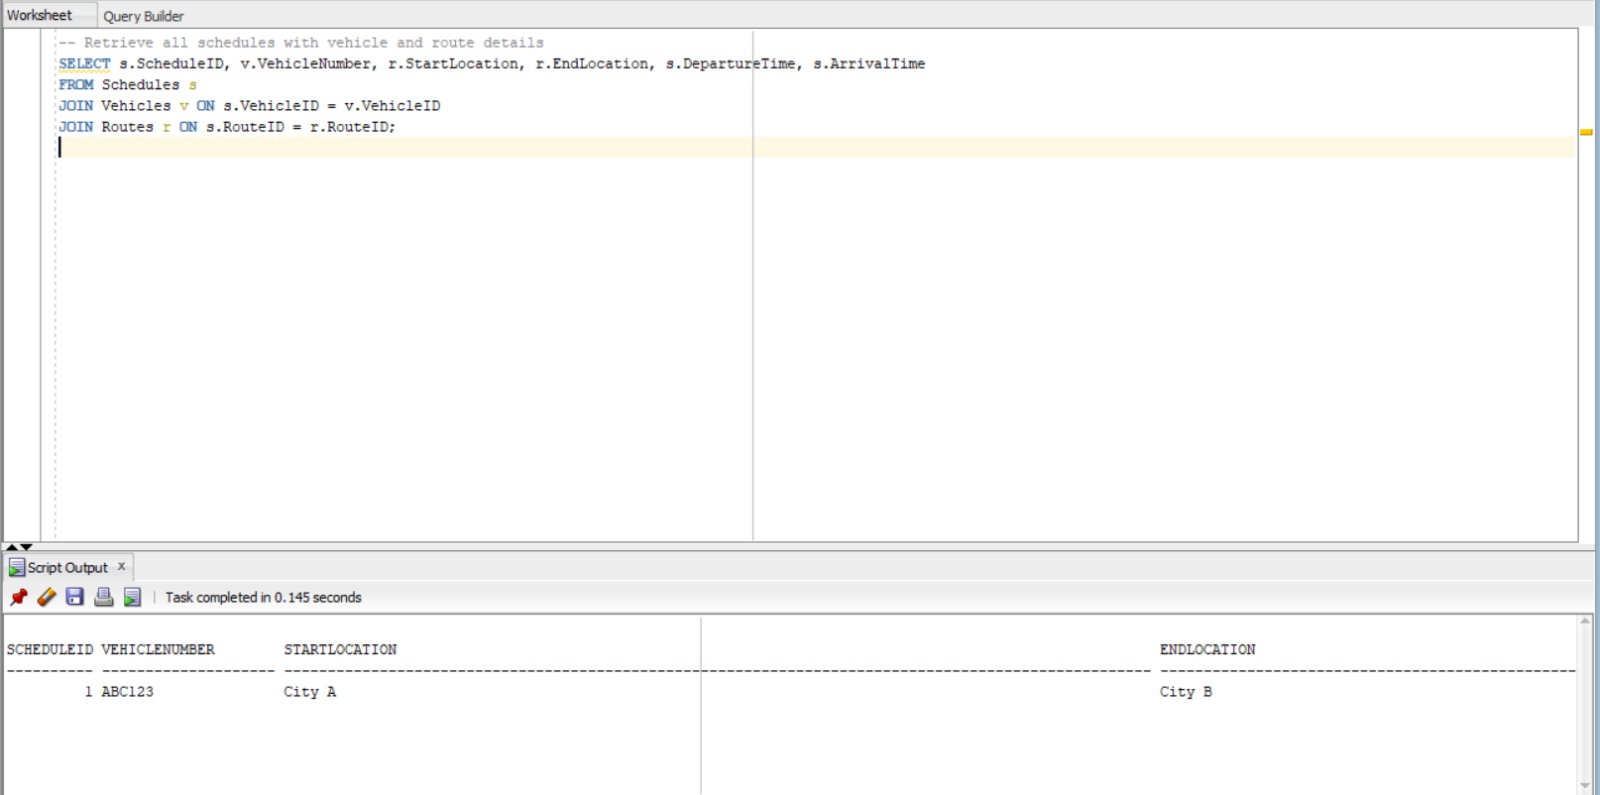 Worksheet Query Builder
-- Retrieve all schedules with vehicle and route details
SELECT s.ScheduleID, v.VehicleNumber, r.StartLocation, r.EndLocation, s.DepartureTime, s.ArrivalTime
FROM Schedules s
JOIN Vehicles v ON s.VehicleID = v.VehicleID
JOIN Routes r ON s.RouteID = r.RouteID;
Script Output x
Task completed in 0.145 seconds
SCHEDULEID VEHICLENUMBER STARTLOCATION ENDLOCATION
1 ABC123 City A City B